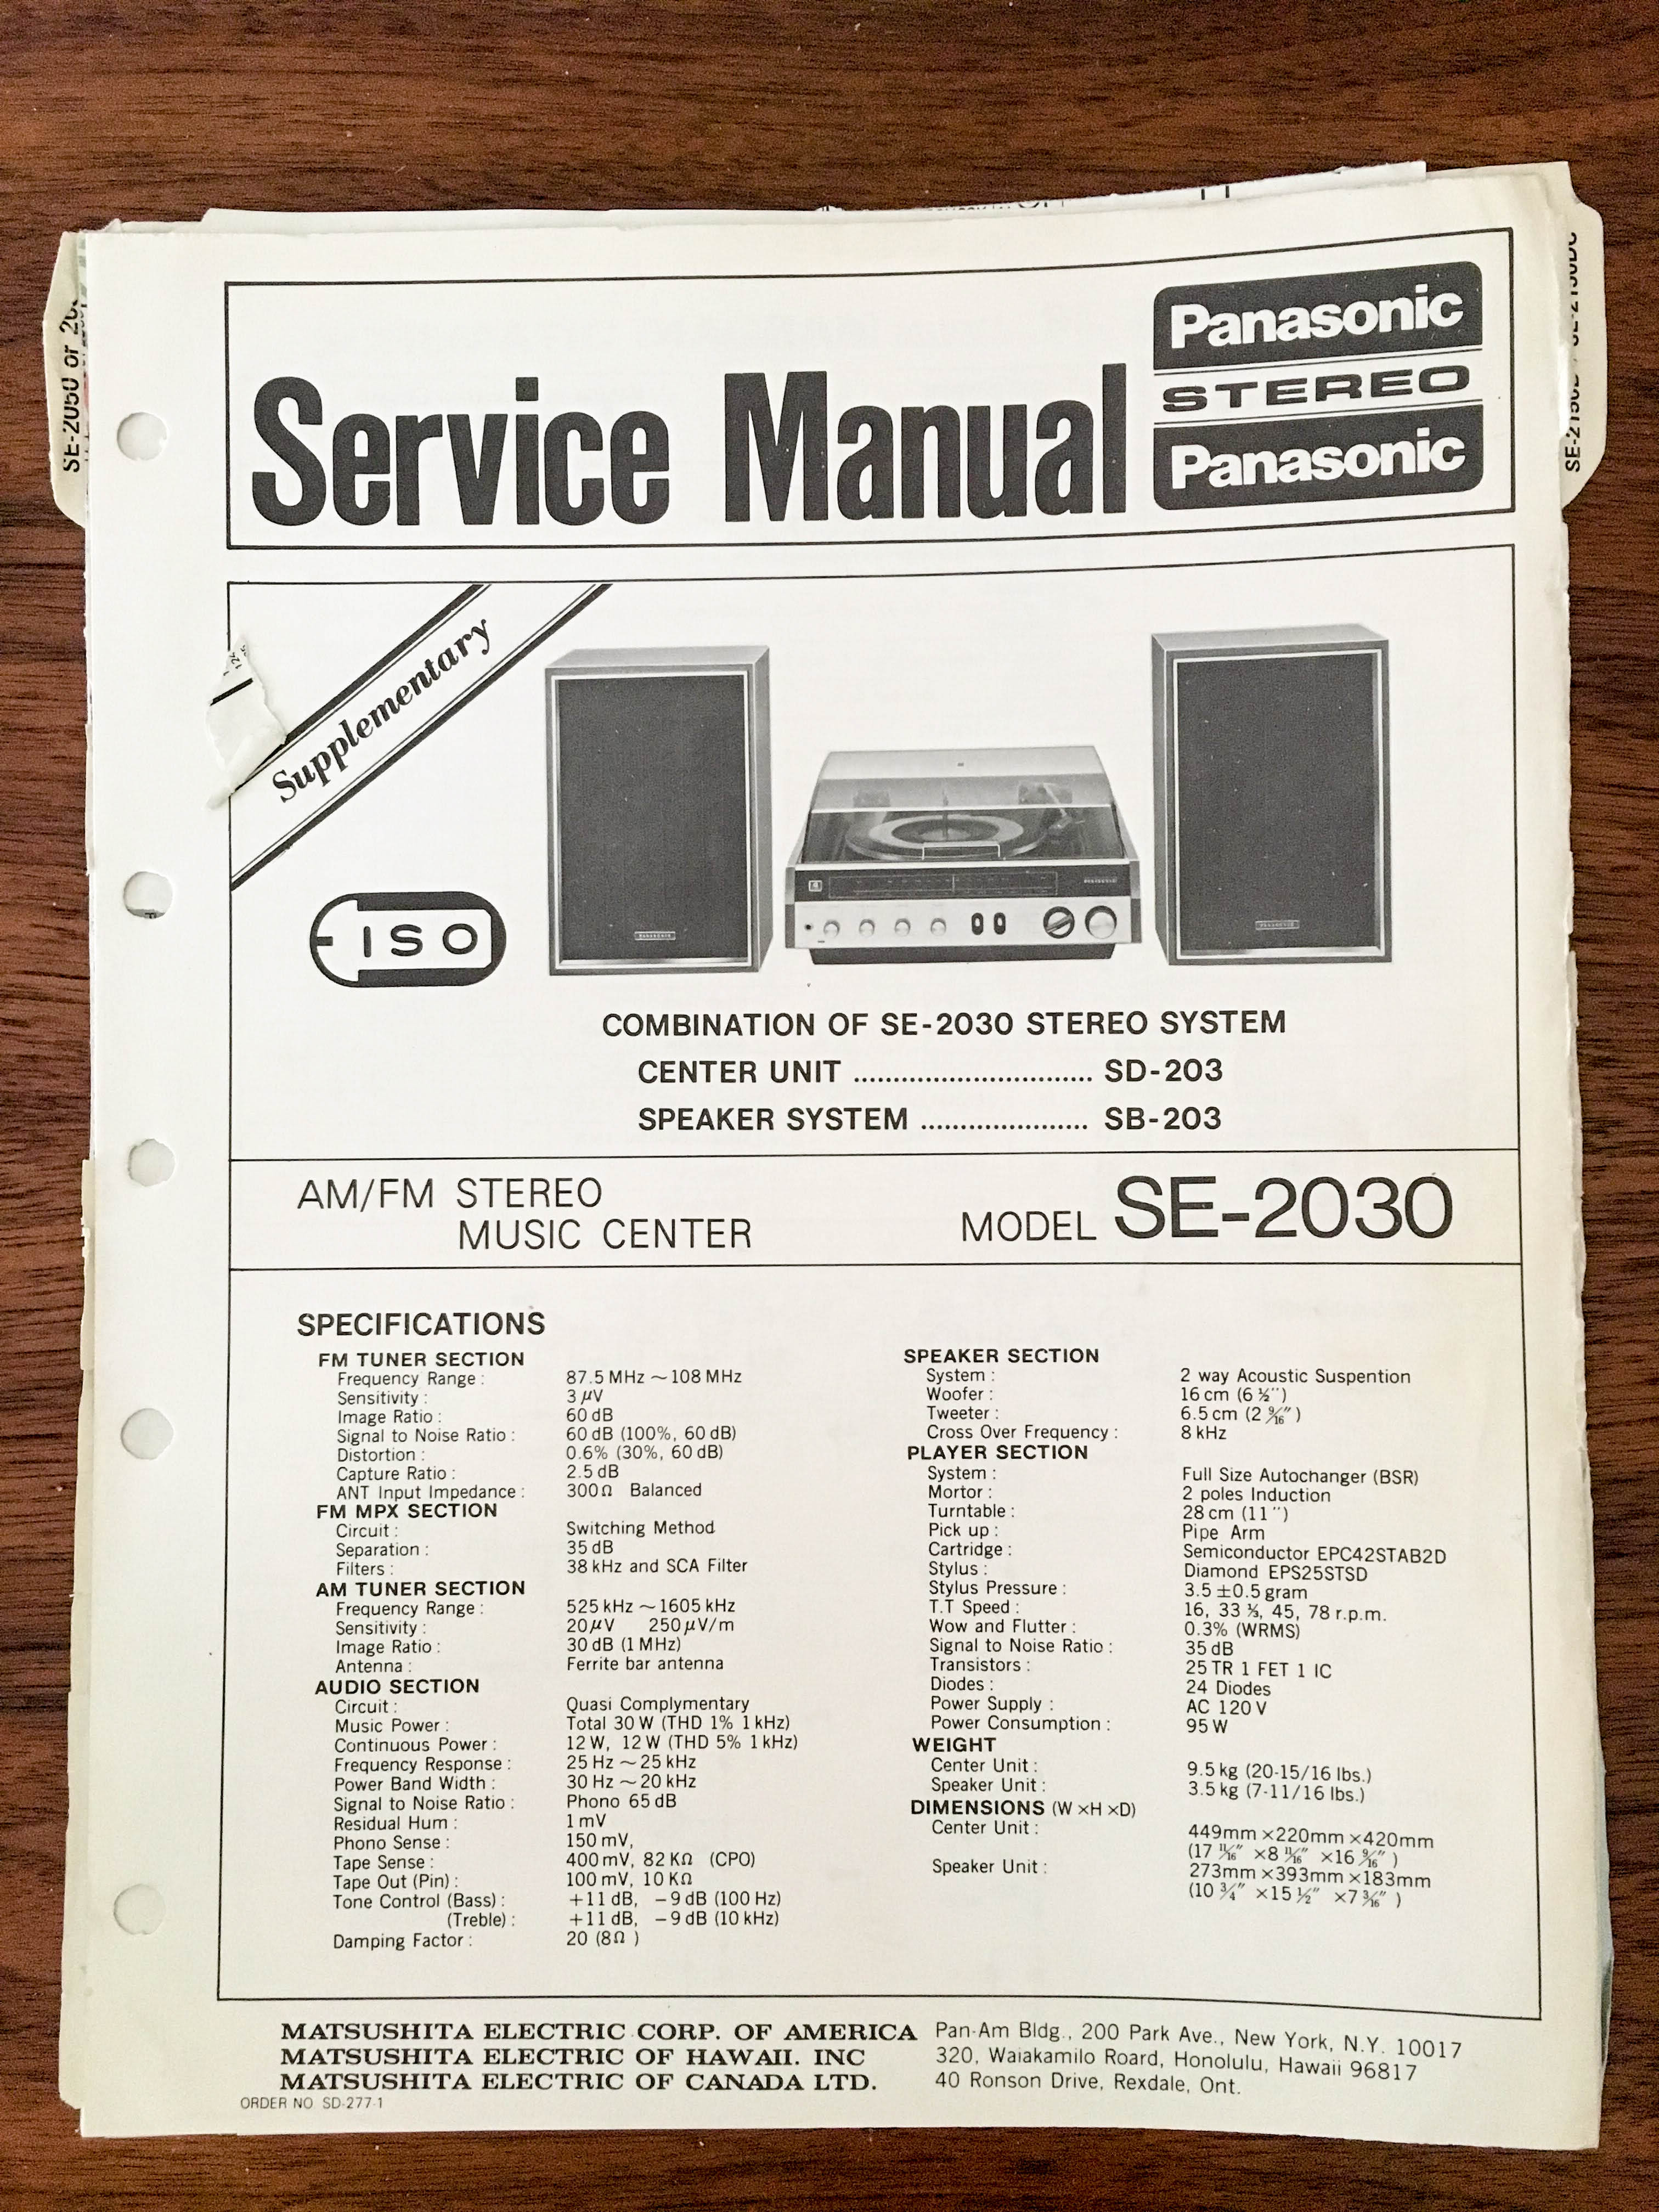 SE-2050 or
Service Manual
Panasonic
STEREO
Panasonic
Supplementary
ISO
PANASONIC
PANASONIC
COMBINATION OF SE-2030 STEREO SYSTEM
CENTER UNIT .............................. SD-203
SPEAKER SYSTEM ..................... SB-203
AM/FM STEREO
MUSIC CENTER
MODEL SE-2030
SPECIFICATIONS
FM TUNER SECTION
Frequency Range : 87.5 MHz ~ 108 MHz
Sensitivity : 3 μV
Image Ratio : 60 dB
Signal to Noise Ratio : 60 dB (100%, 60 dB)
Distortion : 0.6% (30%, 60 dB)
Capture Ratio : 2.5 dB
ANT Input Impedance : 300Ω Balanced
FM MPX SECTION
Circuit : Switching Method
Separation : 35 dB
Filters : 38 kHz and SCA Filter
AM TUNER SECTION
Frequency Range : 525 kHz ~ 1605 kHz
Sensitivity : 20μV 250μV/m
Image Ratio : 30 dB (1 MHz)
Antenna : Ferrite bar antenna
AUDIO SECTION
Circuit : Quasi Complymentary
Music Power : Total 30 W (THD 1% 1 kHz)
Continuous Power : 12 W, 12 W (THD 5% 1 kHz)
Frequency Response : 25 Hz ~ 25 kHz
Power Band Width : 30 Hz ~ 20 kHz
Signal to Noise Ratio : Phono 65 dB
Residual Hum : 1 mV
Phono Sense : 150 mV,
Tape Sense : 400 mV, 82 KΩ (CPO)
Tape Out (Pin) : 100 mV, 10 KΩ
Tone Control (Bass) : +11 dB, −9 dB (100 Hz)
(Treble) : +11 dB, −9 dB (10 kHz)
Damping Factor : 20 (8Ω )
SPEAKER SECTION
System : 2 way Acoustic Suspention
Woofer : 16 cm (6 ½″)
Tweeter : 6.5 cm (2 9/16″ )
Cross Over Frequency : 8 kHz
PLAYER SECTION
System : Full Size Autochanger (BSR)
Mortor : 2 poles Induction
Turntable : 28 cm (11 ″)
Pick up : Pipe Arm
Cartridge : Semiconductor EPC42STAB2D
Stylus : Diamond EPS25STSD
Stylus Pressure : 3.5 ±0.5 gram
T.T Speed : 16, 33 ⅓, 45, 78 r.p.m.
Wow and Flutter : 0.3% (WRMS)
Signal to Noise Ratio : 35 dB
Transistors : 25 TR 1 FET 1 IC
Diodes : 24 Diodes
Power Supply : AC 120 V
Power Consumption : 95 W
WEIGHT
Center Unit : 9.5 kg (20-15/16 lbs.)
Speaker Unit : 3.5 kg (7-11/16 lbs.)
DIMENSIONS (W ×H ×D)
Center Unit : 449mm ×220mm ×420mm
(17 11/16″ ×8 11/16″ ×16 9/16″ )
Speaker Unit : 273mm ×393mm ×183mm
(10 ¾″ ×15 ½″ ×7 3/16″ )
MATSUSHITA ELECTRIC CORP. OF AMERICA Pan-Am Bldg., 200 Park Ave., New York, N.Y. 10017
MATSUSHITA ELECTRIC OF HAWAII. INC 320, Waiakamilo Roard, Honolulu, Hawaii 96817
MATSUSHITA ELECTRIC OF CANADA LTD. 40 Ronson Drive, Rexdale, Ont.
ORDER NO. SD-277-1